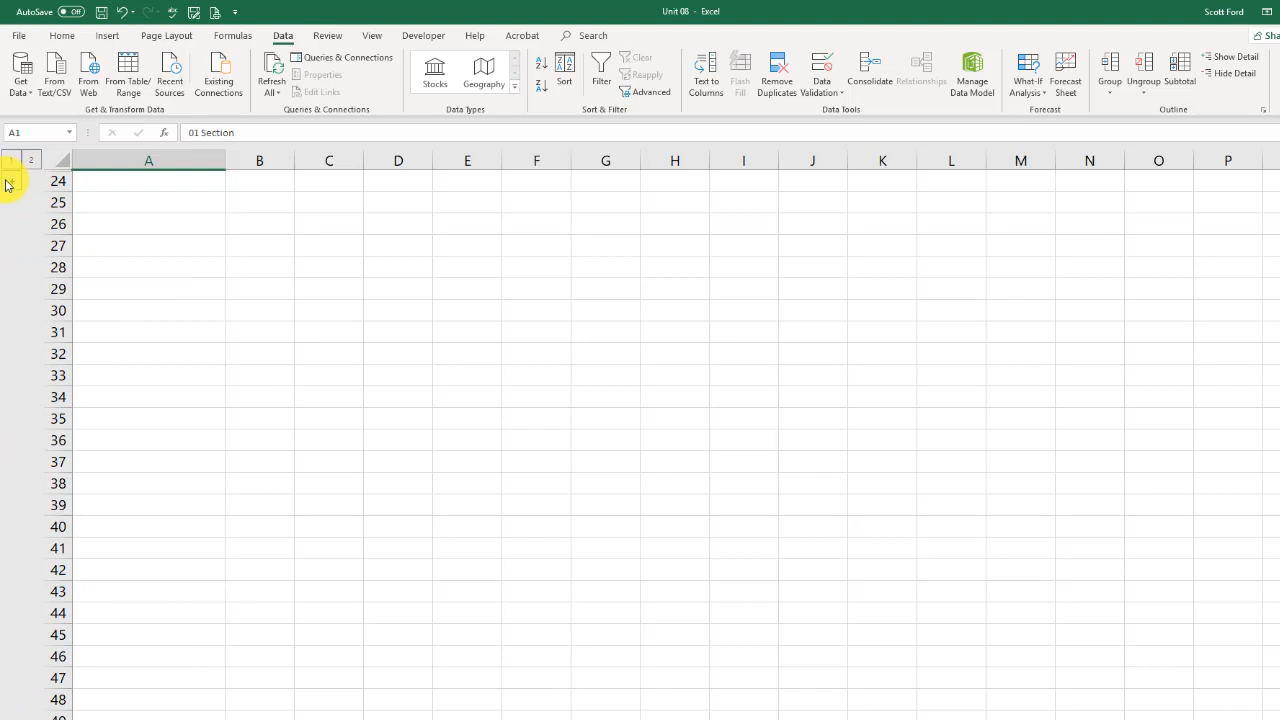 AutoSave Off
Unit 08 - Excel
Scott Ford
File Home Insert Page Layout Formulas Data Review View Developer Help Acrobat Search
Get Data From Text/CSV From Web From Table/ Range Recent Sources Existing Connections
Get & Transform Data
Refresh All Queries & Connections
Properties
Edit Links
Queries & Connections
Stocks Geography
Data Types
Sort Filter Clear
Reapply
Advanced
Sort & Filter
Text to Columns Flash Fill Remove Duplicates Data Validation Consolidate Relationships Manage Data Model
Data Tools
What-If Analysis Forecast Sheet
Forecast
Group Ungroup Subtotal Show Detail
Hide Detail
Outline
A1 fx 01 Section
1 2 A B C D E F G H I J K L M N O P
24
25
26
27
28
29
30
31
32
33
34
35
36
37
38
39
40
41
42
43
44
45
46
47
48